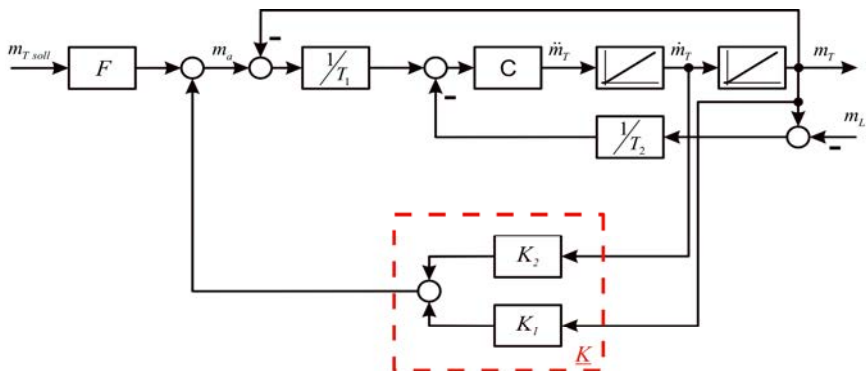 m_T soll
F
m_a
1/T_1
C
m̈_T
ṁ_T
m_T
m_L
1/T_2
K_2
K_1
K